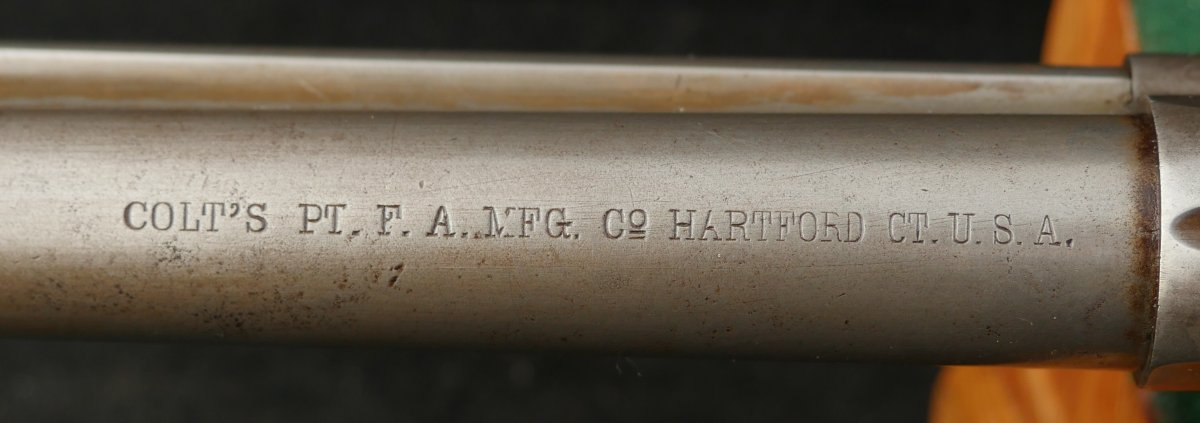 COLT'S PT. F. A. MFG. Cº HARTFORD CT. U. S. A.